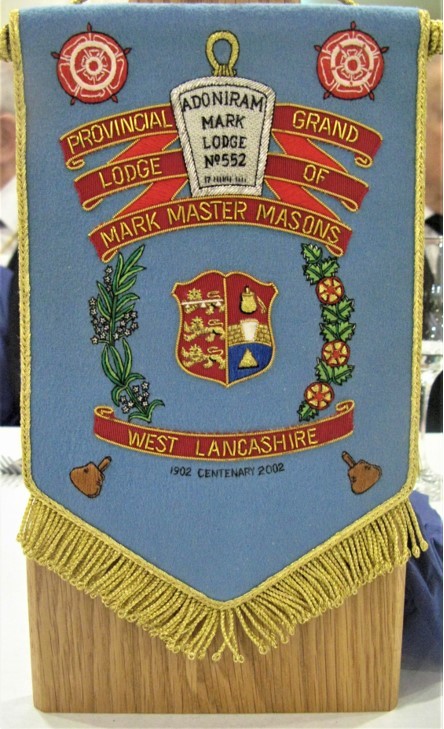 ADONIRAM
MARK
LODGE
Nº552
PROVINCIAL GRAND
LODGE OF
MARK MASTER MASONS
WEST LANCASHIRE
1902 CENTENARY 2002